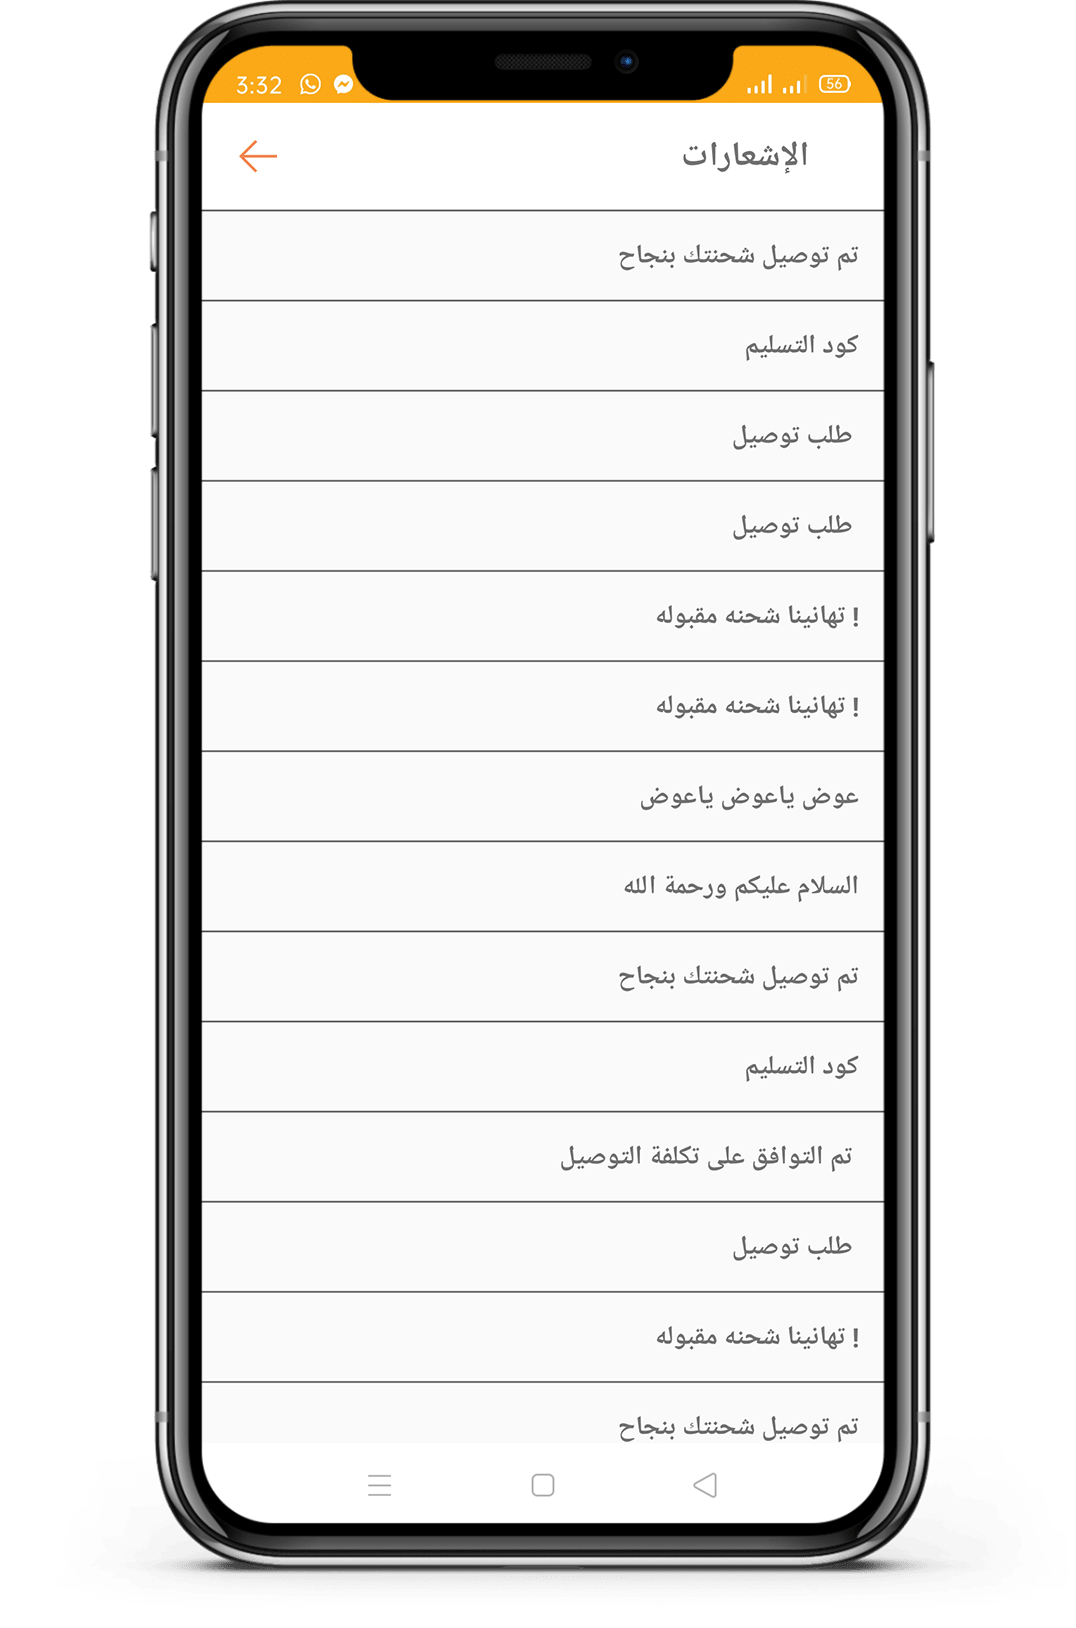 3:32
56
الإشعارات
تم توصيل شحنتك بنجاح
كود التسليم
طلب توصيل
طلب توصيل
! تهانينا شحنه مقبوله
! تهانينا شحنه مقبوله
عوض ياعوض ياعوض
السلام عليكم ورحمة الله
تم توصيل شحنتك بنجاح
كود التسليم
تم التوافق على تكلفة التوصيل
طلب توصيل
! تهانينا شحنه مقبوله
تم توصيل شحنتك بنجاح